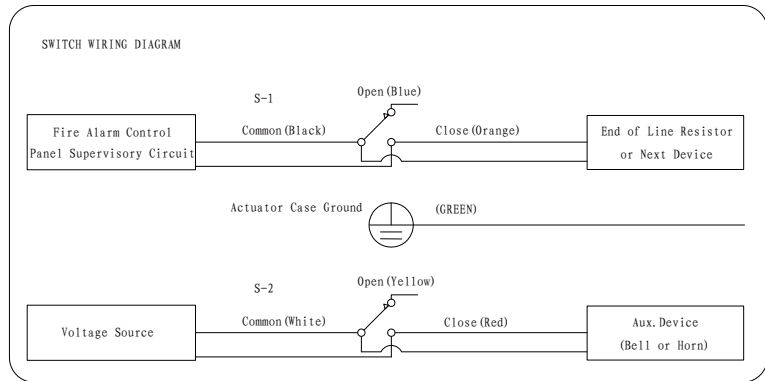 SWITCH WIRING DIAGRAM
S-1
Open(Blue)
Common(Black)
Close(Orange)
Fire Alarm Control
Panel Supervisory Circuit
End of Line Resistor
or Next Device
Actuator Case Ground
(GREEN)
S-2
Open(Yellow)
Common(White)
Close(Red)
Voltage Source
Aux.Device
(Bell or Horn)